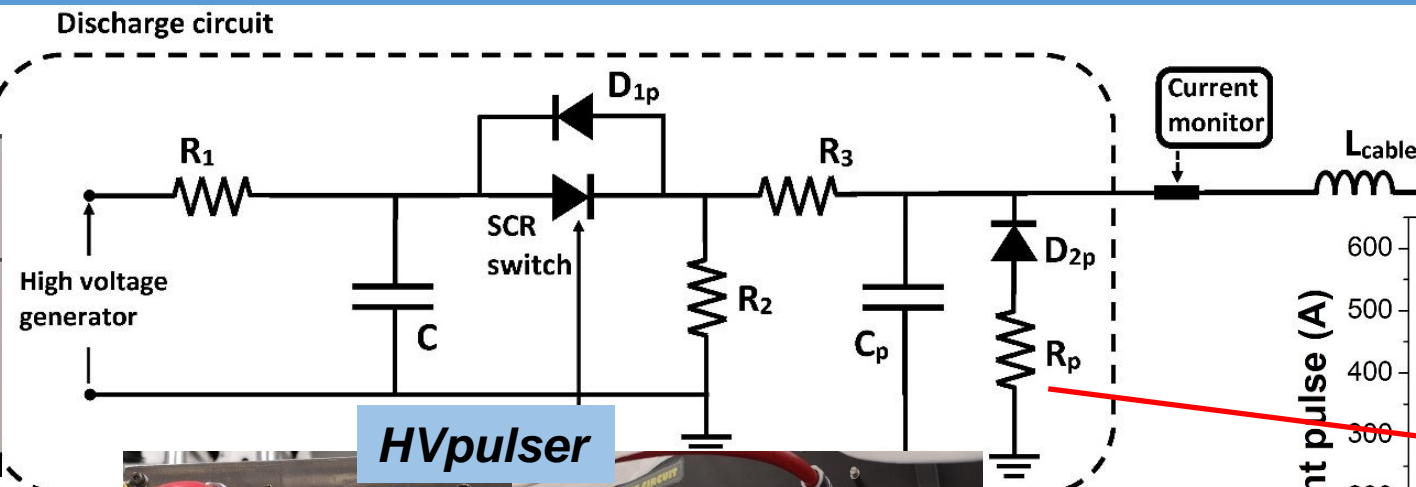 Discharge circuit
D1p
Current
monitor
R1
R3
Lcable
SCR
switch
D2p
High voltage
generator
R2
C
Cp
Rp
HVpulser
CIRCUIT
600
500
400
300
nt pulse (A)